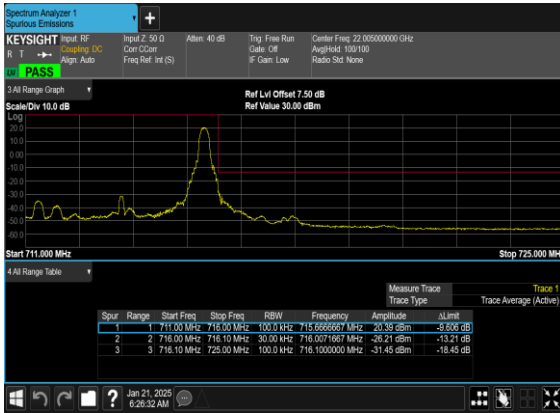 Spectrum Analyzer 1
Spurious Emissions
+
KEYSIGHT
R T
LXI PASS
Input: RF
Coupling: DC
Align: Auto
Input Z: 50 Ω
Corr CCorr
Freq Ref: Int (S)
Atten: 40 dB
Trig: Free Run
Gate: Off
IF Gain: Low
Center Freq: 22.005000000 GHz
Avg|Hold: 100/100
Radio Std: None
3 All Range Graph
Scale/Div 10.0 dB
Ref Lvl Offset 7.50 dB
Ref Value 30.00 dBm
Log
20.0
10.0
0.00
-10.0
-20.0
-30.0
-40.0
-50.0
-60.0
Start 711.000 MHz
Stop 725.000 MH
4 All Range Table
Measure Trace Trace 1
Trace Type Trace Average (Active)
Spur Range Start Freq Stop Freq RBW Frequency Amplitude ΔLimit
1 1 711.00 MHz 716.00 MHz 100.0 kHz 715.6666667 MHz 20.39 dBm -9.606 dB
2 2 716.00 MHz 716.10 MHz 30.00 kHz 716.0071667 MHz -26.21 dBm -13.21 dB
3 3 716.10 MHz 725.00 MHz 100.0 kHz 716.1000000 MHz -31.45 dBm -18.45 dB
?
Jan 21, 2025
6:26:32 AM